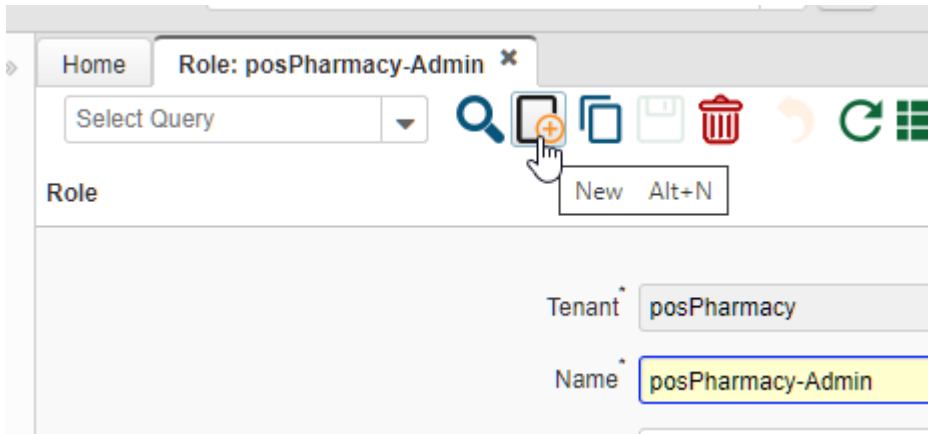 Home Role: posPharmacy-Admin
Select Query
New Alt+N
Role
Tenant* posPharmacy
Name* posPharmacy-Admin